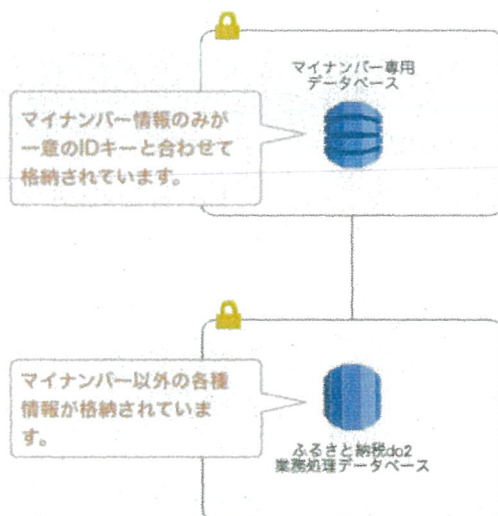 マイナンバー専用
データベース
マイナンバー情報のみが
一意のIDキーと合わせて
格納されています。
マイナンバー以外の各種
情報が格納されていま
す。
ふるさと納税do2
業務処理データベース